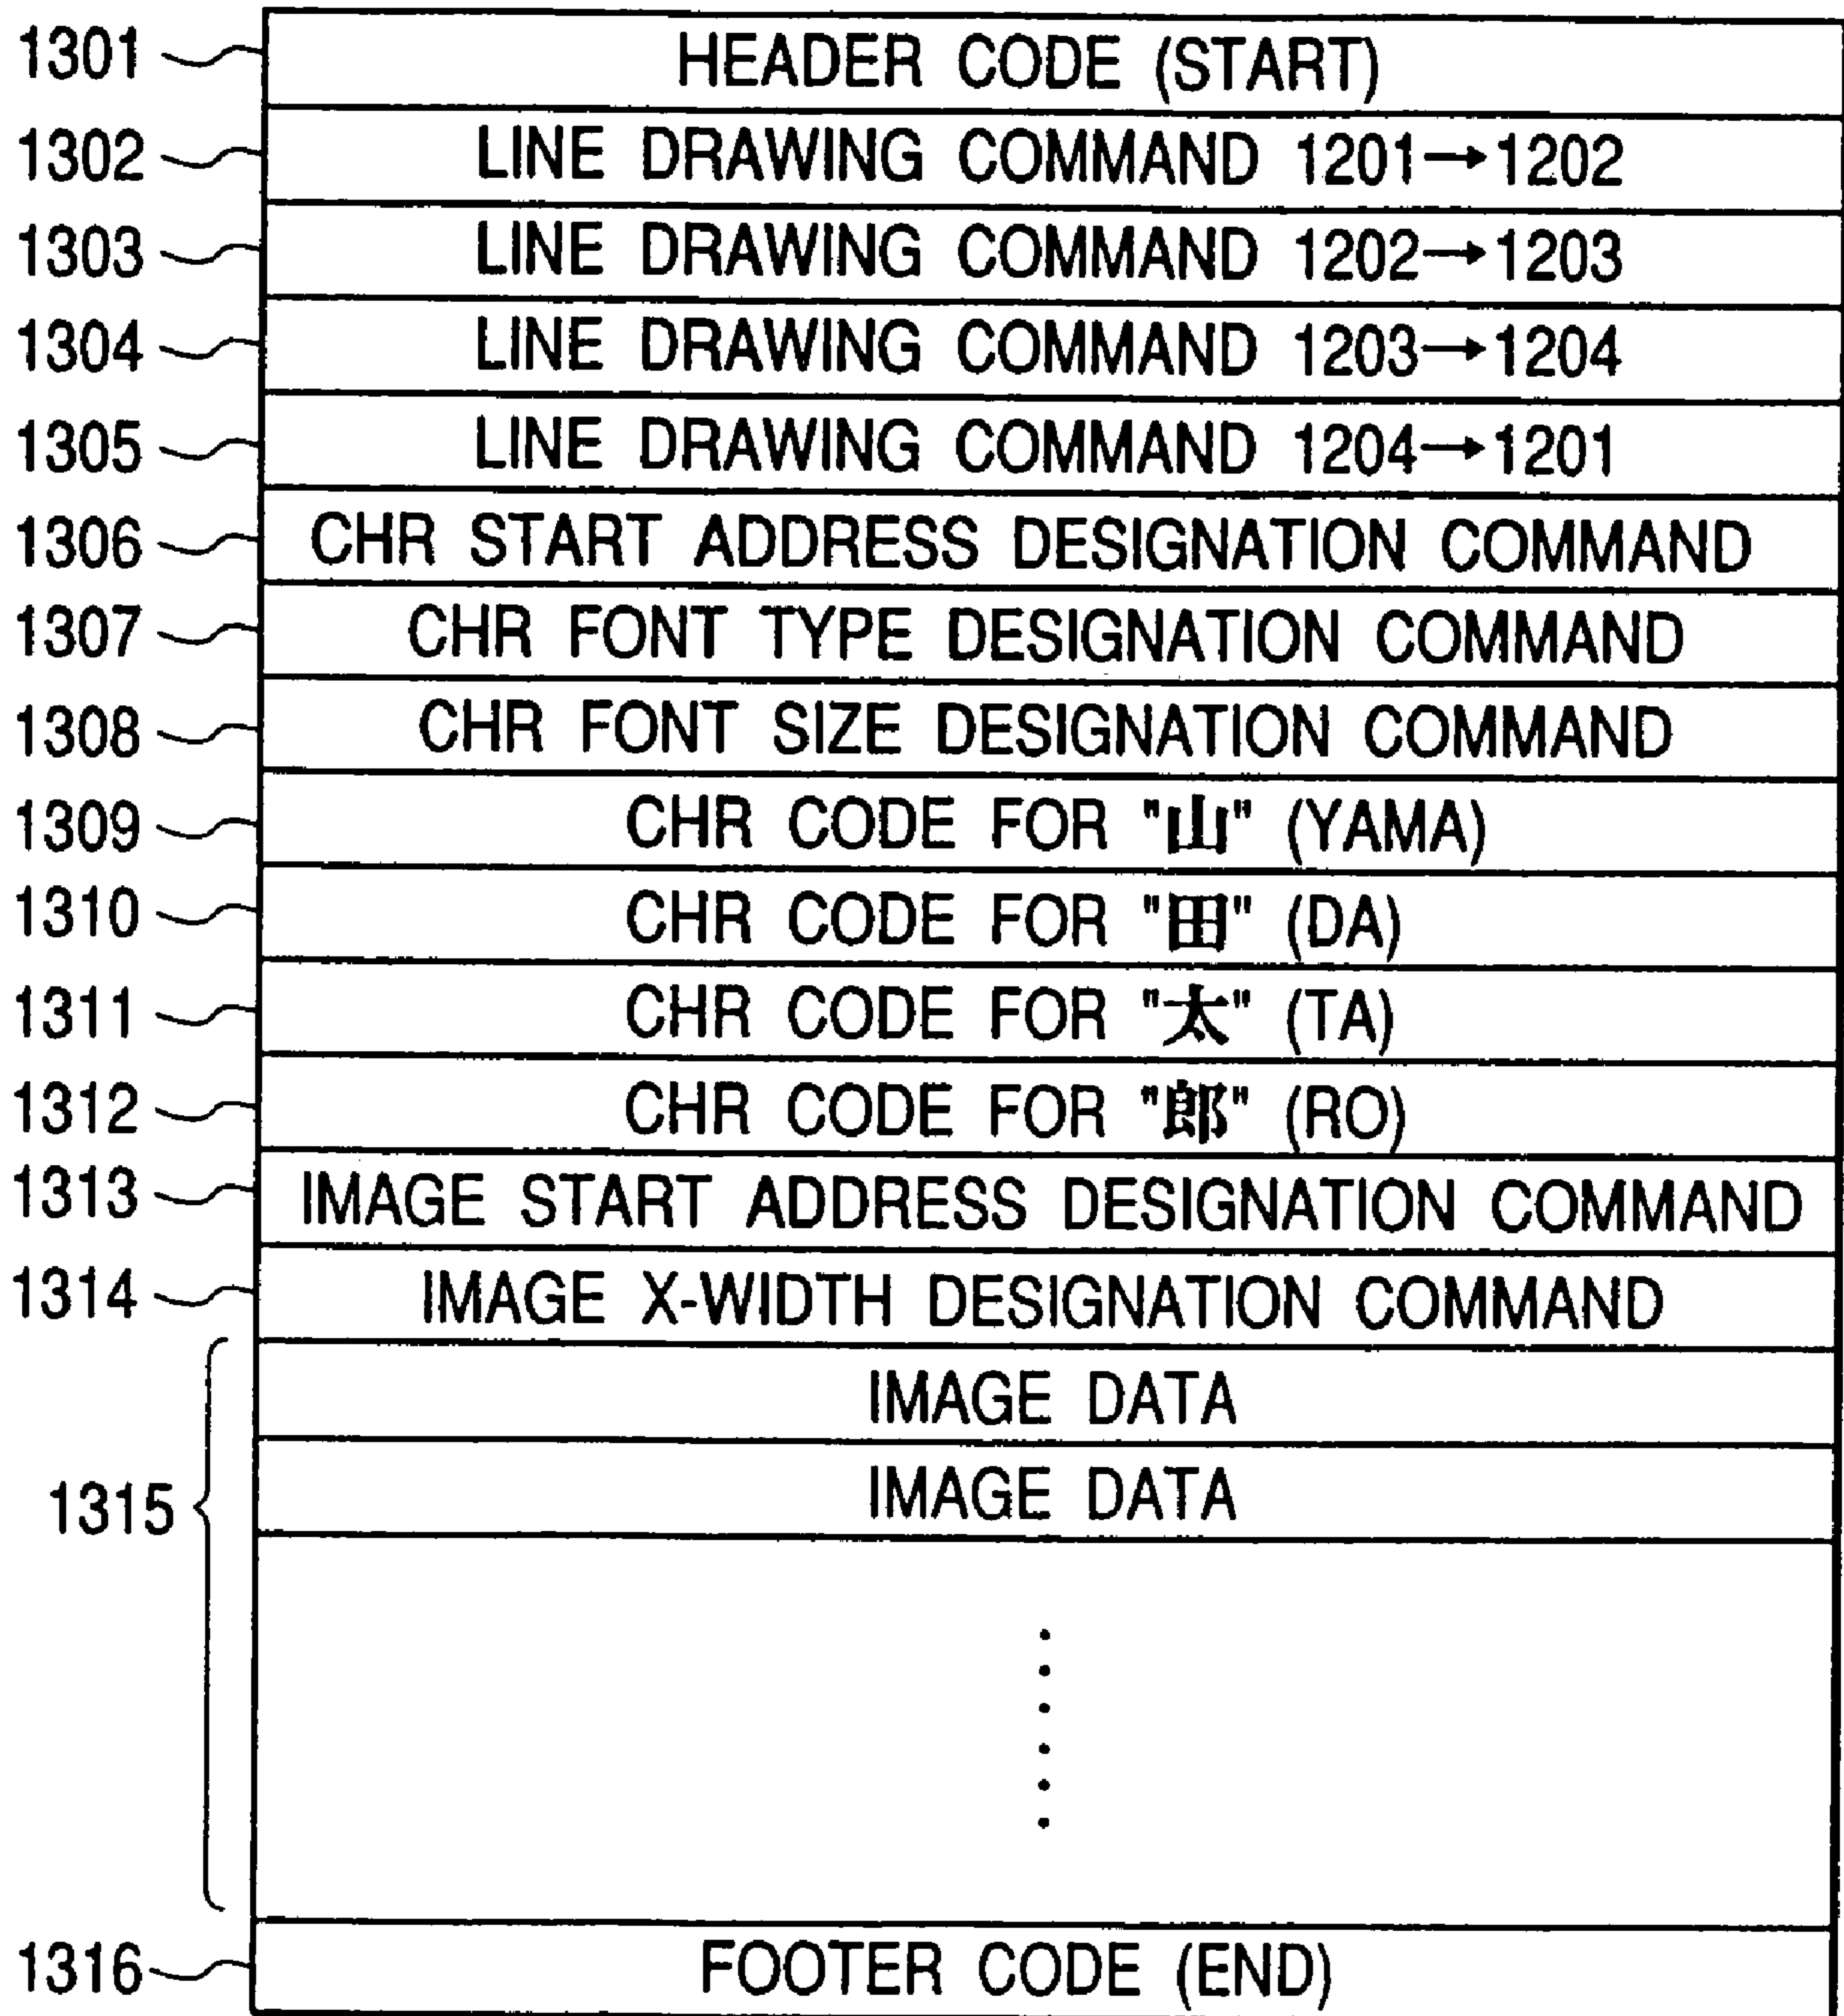 1301 HEADER CODE (START)
1302 LINE DRAWING COMMAND 1201→1202
1303 LINE DRAWING COMMAND 1202→1203
1304 LINE DRAWING COMMAND 1203→1204
1305 LINE DRAWING COMMAND 1204→1201
1306 CHR START ADDRESS DESIGNATION COMMAND
1307 CHR FONT TYPE DESIGNATION COMMAND
1308 CHR FONT SIZE DESIGNATION COMMAND
1309 CHR CODE FOR "山" (YAMA)
1310 CHR CODE FOR "田" (DA)
1311 CHR CODE FOR "太" (TA)
1312 CHR CODE FOR "郎" (RO)
1313 IMAGE START ADDRESS DESIGNATION COMMAND
1314 IMAGE X-WIDTH DESIGNATION COMMAND
IMAGE DATA
1315 IMAGE DATA
1316 FOOTER CODE (END)